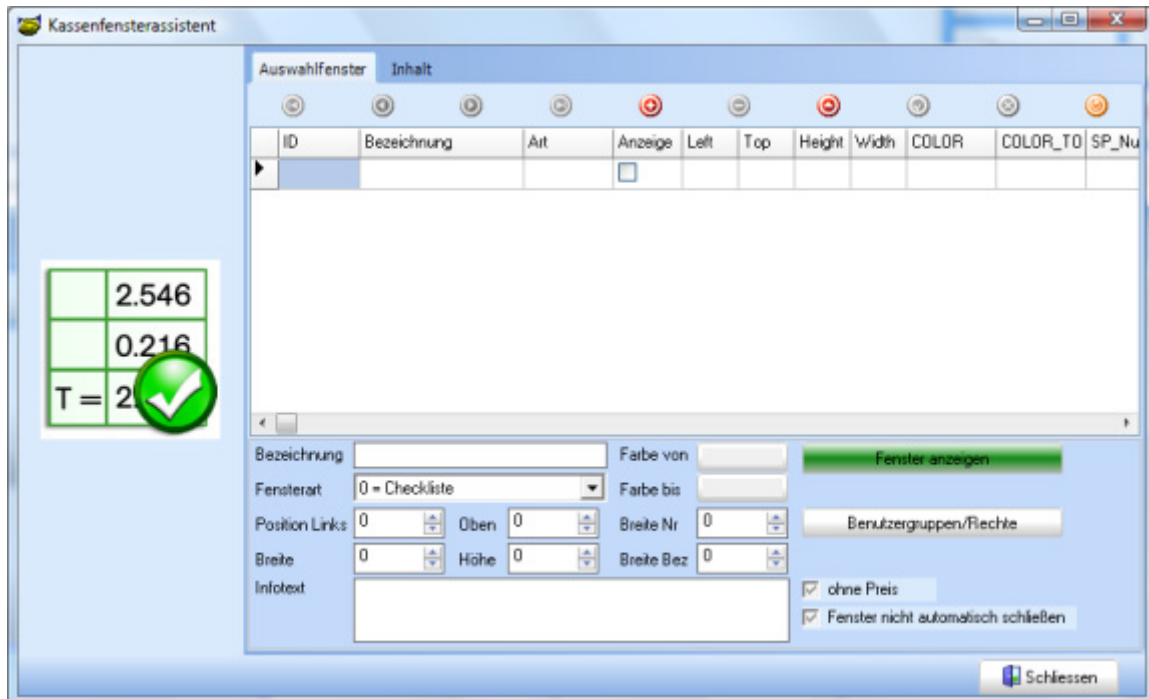 Kassenfensterassistent
Auswahlfenster Inhalt
ID Bezeichnung Art Anzeige Left Top Height Width COLOR COLOR_TO SP_Nu
2.546
0.216
T = 2
Bezeichnung Farbe von Fenster anzeigen
Fensterart 0 = Checkliste Farbe bis
Position Links 0 Oben 0 Breite Nr 0 Benutzergruppen/Rechte
Breite 0 Höhe 0 Breite Bez 0
Infotext ohne Preis
Fenster nicht automatisch schließen
Schliessen